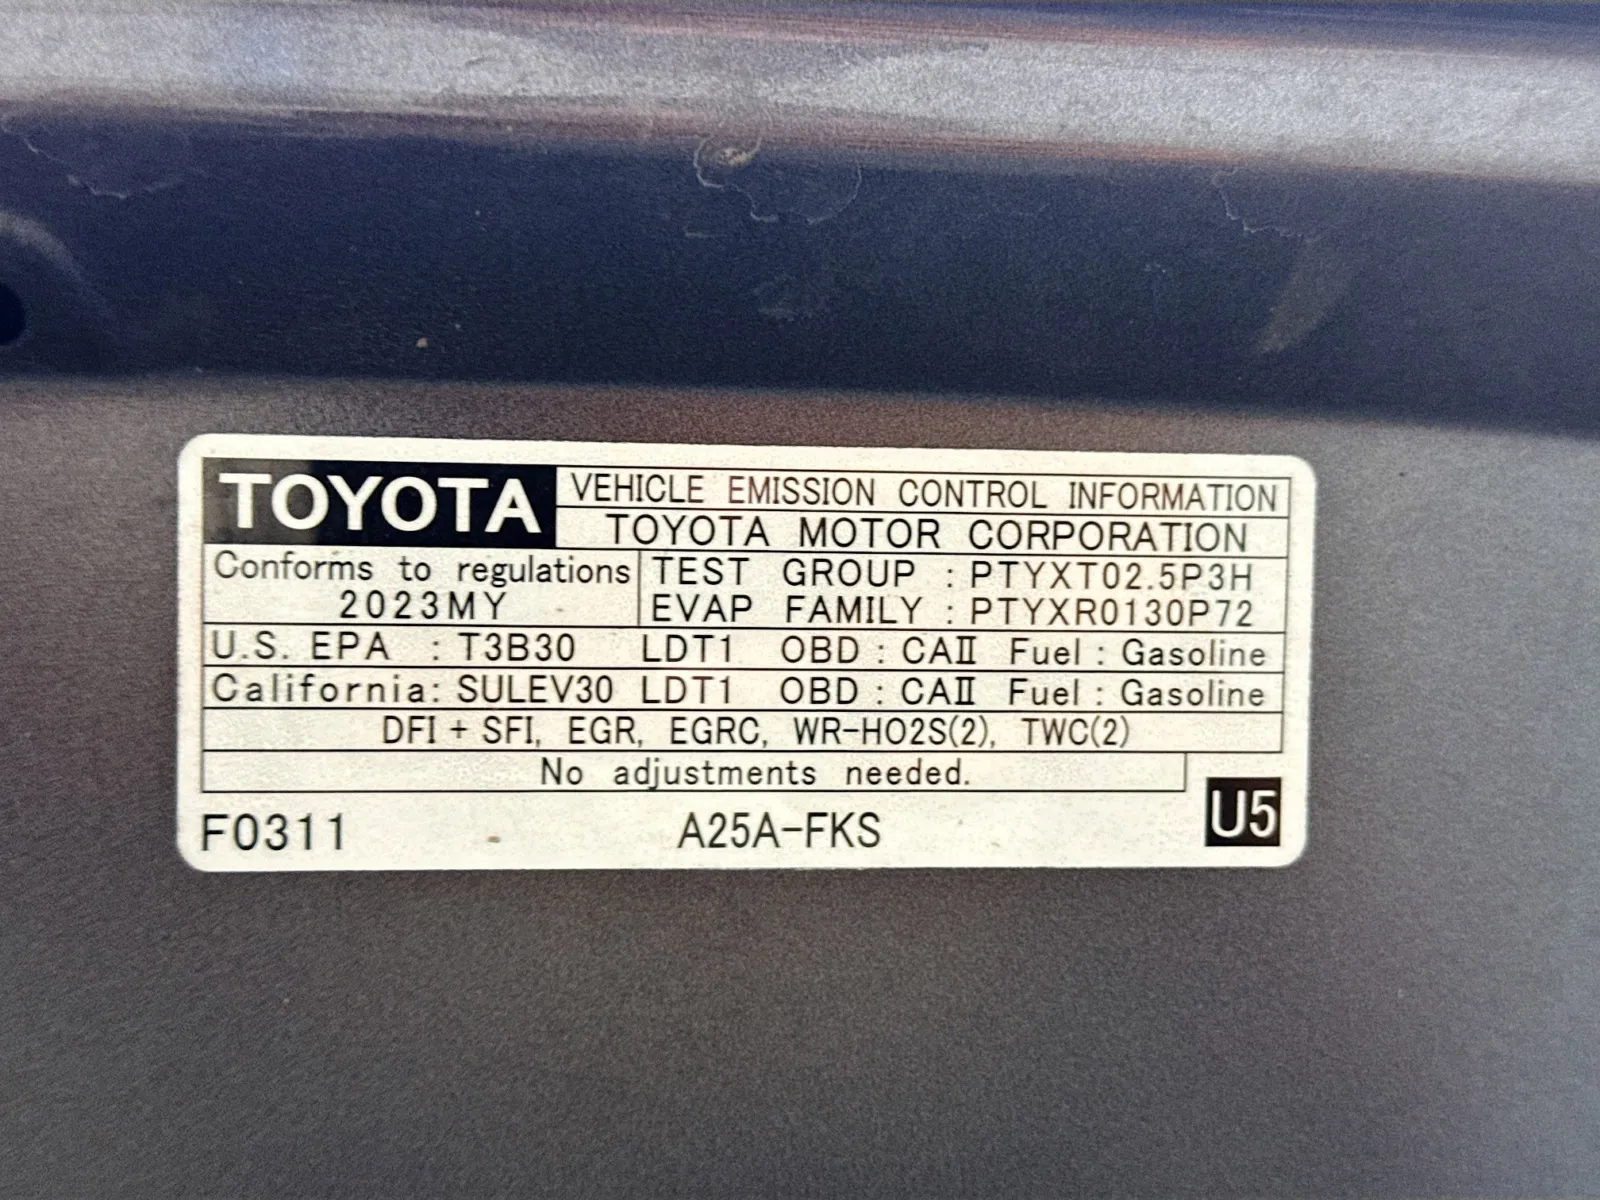 TOYOTA VEHICLE EMISSION CONTROL INFORMATION
TOYOTA MOTOR CORPORATION
Conforms to regulations
2023MY
TEST GROUP : PTYXT02.5P3H
EVAP FAMILY : PTYXR0130P72
U.S. EPA : T3B30 LDT1 OBD : CAⅡ Fuel : Gasoline
California: SULEV30 LDT1 OBD : CAⅡ Fuel : Gasoline
DFI + SFI, EGR, EGRC, WR-HO2S(2), TWC(2)
No adjustments needed.
F0311 A25A-FKS U5